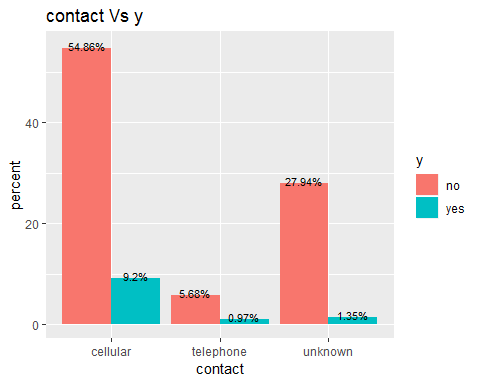 contact Vs y
54.86%
27.94%
9.2%
5.68%
0.97%
1.35%
40
20
0
percent
cellular
telephone
unknown
contact
y
no
yes